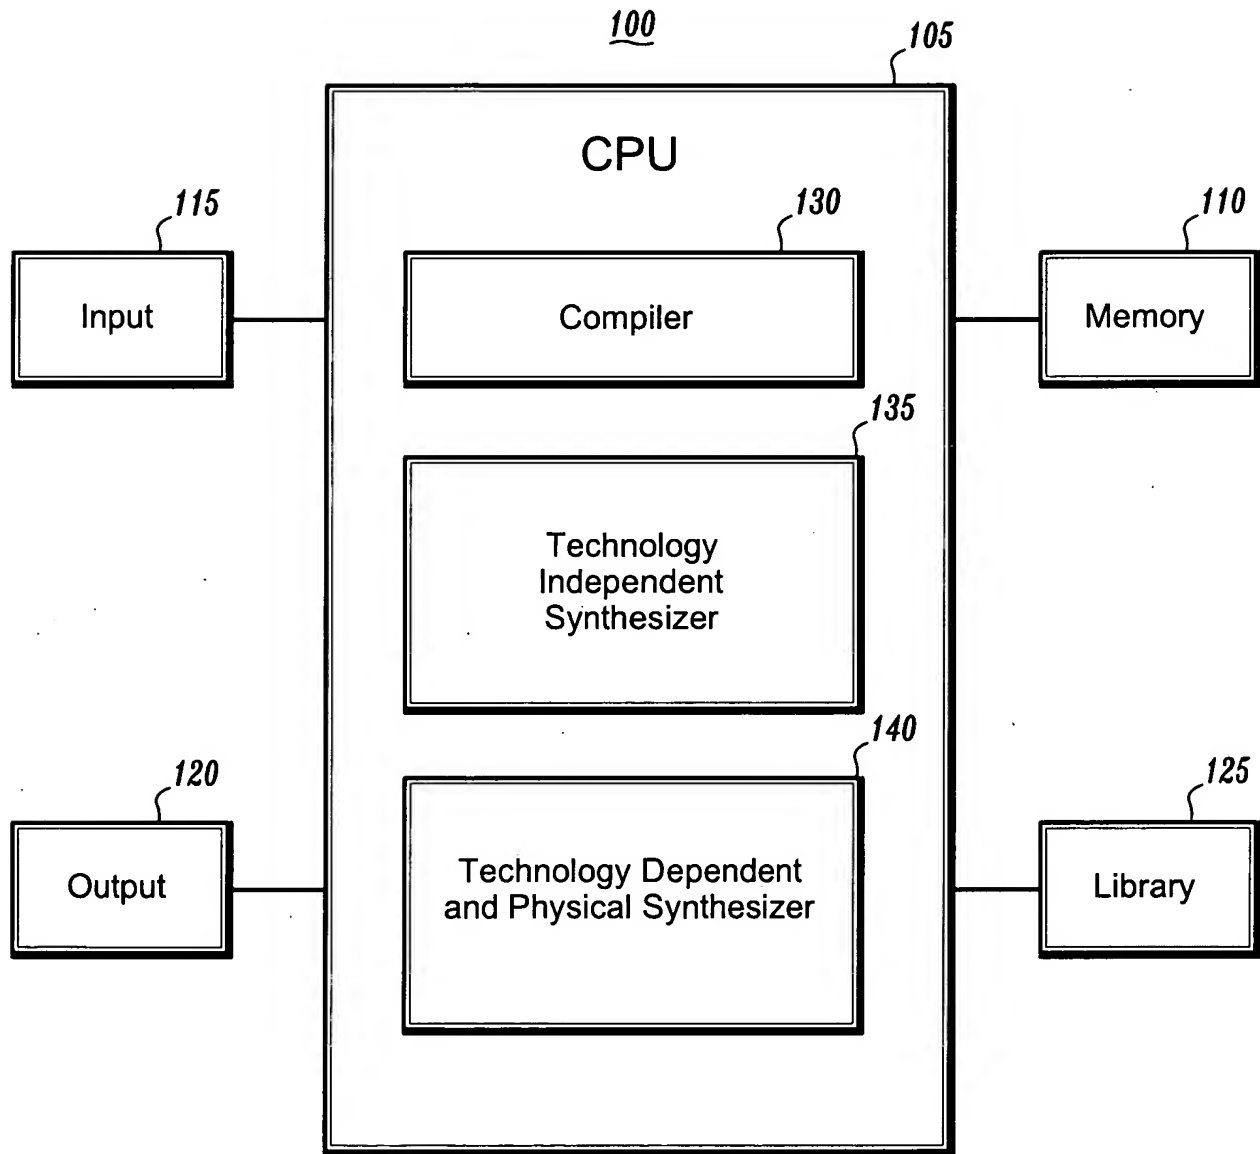 100
105
CPU
115
130
110
Input
Compiler
Memory
135
Technology
Independent
Synthesizer
140
120
125
Output
Technology Dependent
and Physical Synthesizer
Library